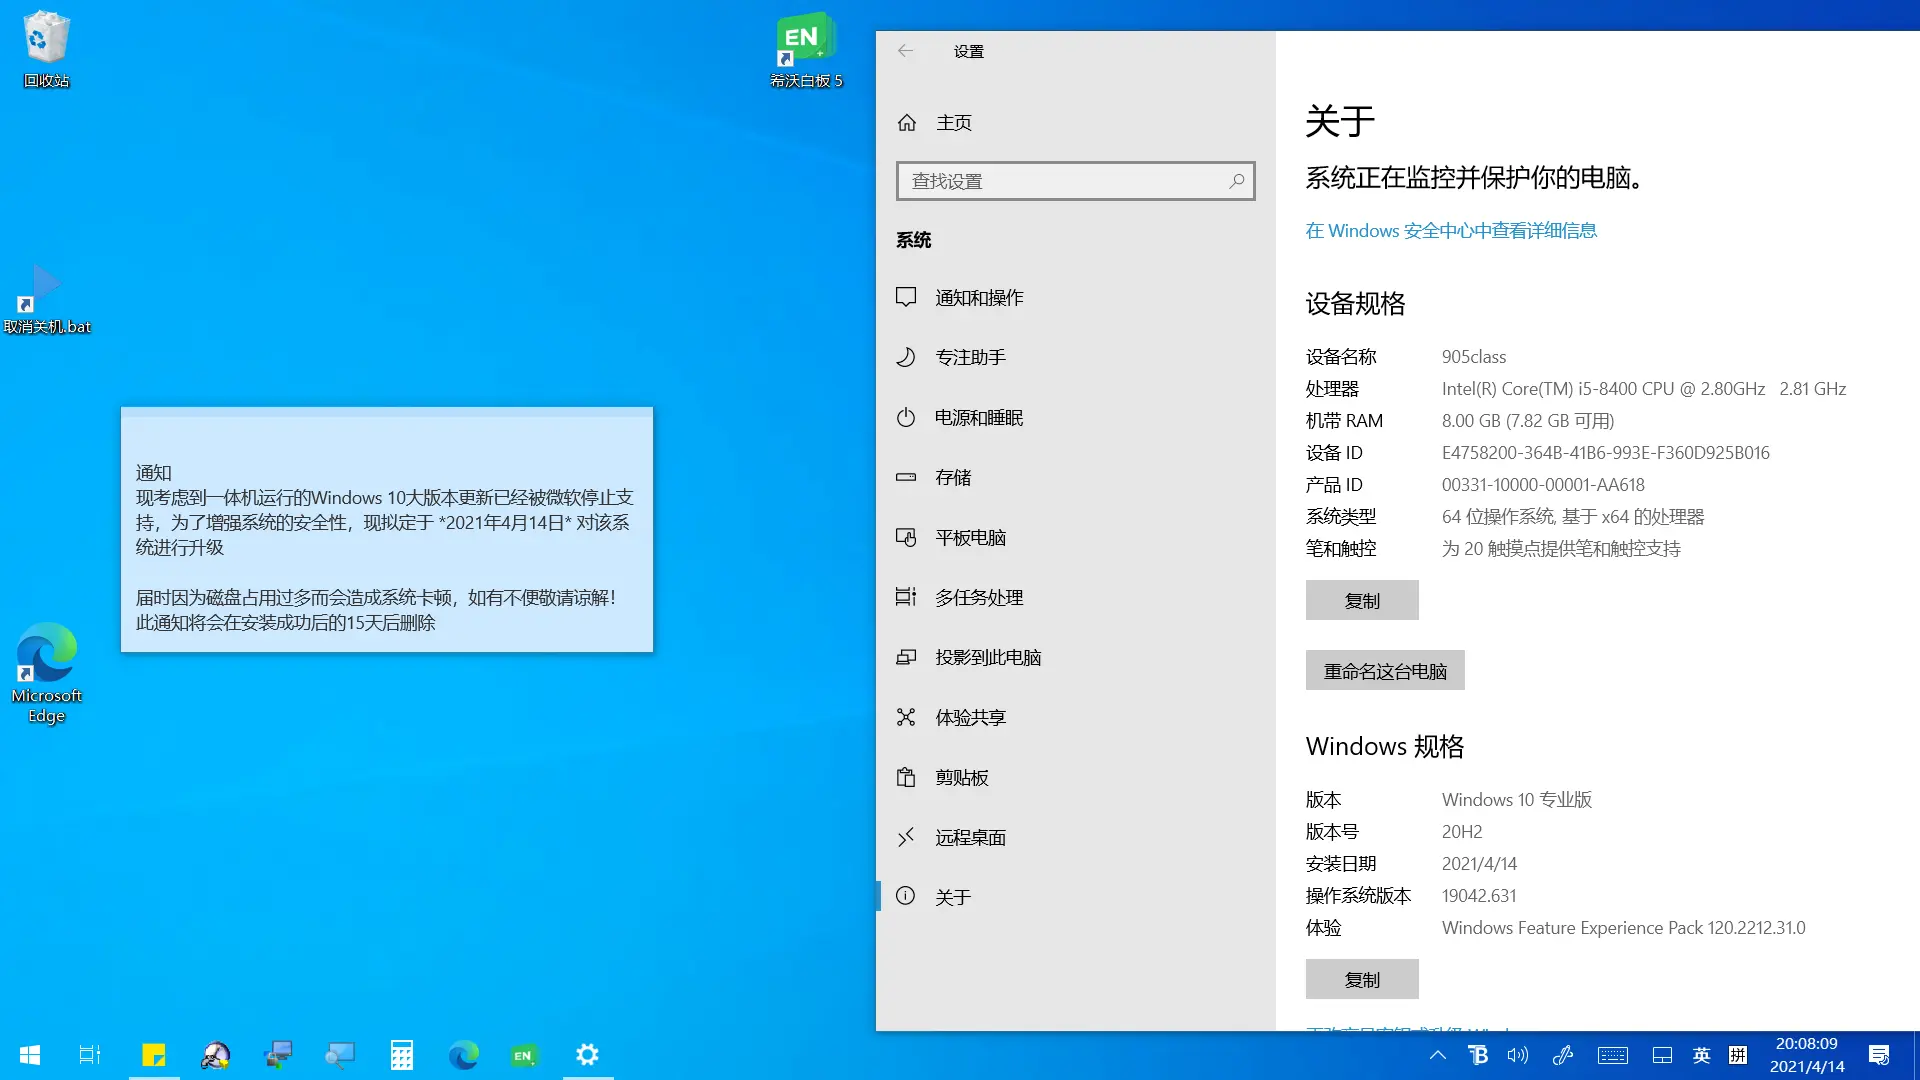 回收站
EN
希沃白板 5
取消关机.bat
Microsoft
Edge
通知
现考虑到一体机运行的Windows 10大版本更新已经被微软停止支
持，为了增强系统的安全性，现拟定于 *2021年4月14日* 对该系
统进行升级
届时因为磁盘占用过多而会造成系统卡顿，如有不便敬请谅解！
此通知将会在安装成功后的15天后删除
设置
主页
查找设置
系统
通知和操作
专注助手
电源和睡眠
存储
平板电脑
多任务处理
投影到此电脑
体验共享
剪贴板
远程桌面
关于
关于
系统正在监控并保护你的电脑。
在 Windows 安全中心中查看详细信息
设备规格
设备名称 905class
处理器 Intel(R) Core(TM) i5-8400 CPU @ 2.80GHz 2.81 GHz
机带 RAM 8.00 GB (7.82 GB 可用)
设备 ID E4758200-364B-41B6-993E-F360D925B016
产品 ID 00331-10000-00001-AA618
系统类型 64 位操作系统, 基于 x64 的处理器
笔和触控 为 20 触摸点提供笔和触控支持
复制
重命名这台电脑
Windows 规格
版本 Windows 10 专业版
版本号 20H2
安装日期 2021/4/14
操作系统版本 19042.631
体验 Windows Feature Experience Pack 120.2212.31.0
复制
EN
英
拼
20:08:09
2021/4/14